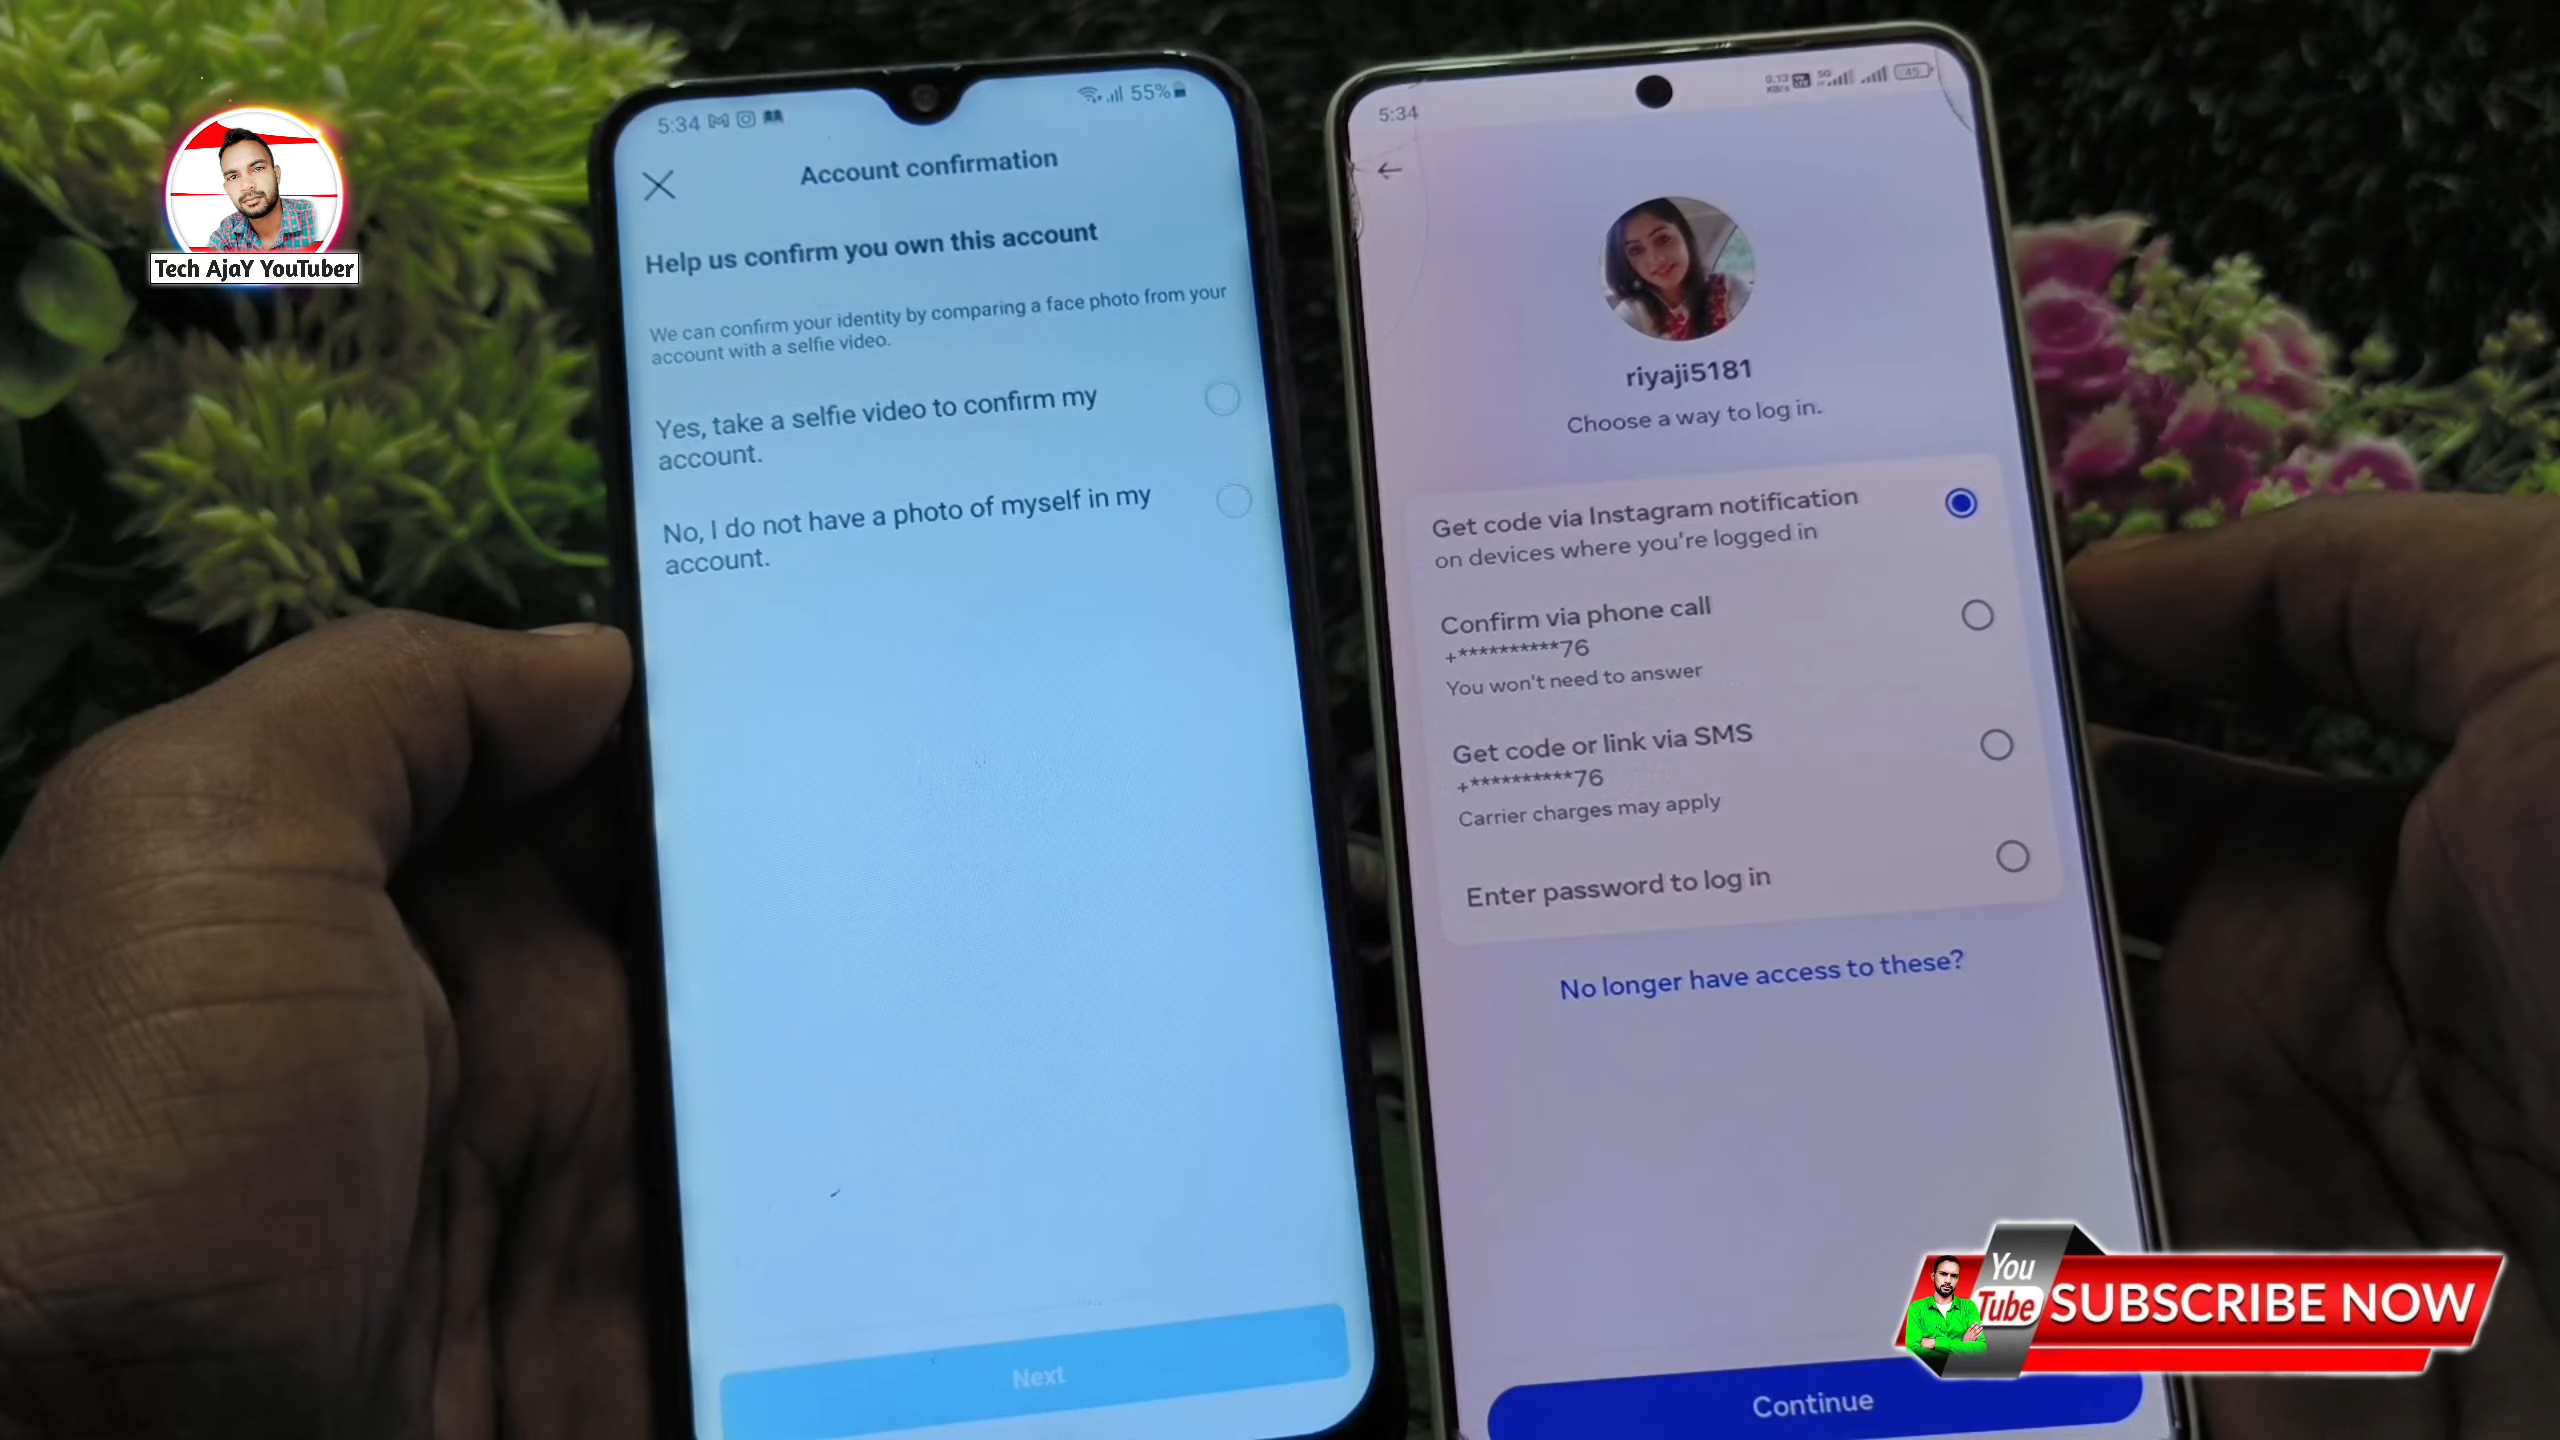 Tech AjaY YouTuber
5:34
55%
Account confirmation
Help us confirm you own this account
We can confirm your identity by comparing a face photo from your
account with a selfie video.
Yes, take a selfie video to confirm my
account.
No, I do not have a photo of myself in my
account.
Next
5:34
0.13
KB/s
5G
45
riyaji5181
Choose a way to log in.
Get code via Instagram notification
on devices where you're logged in
Confirm via phone call
+**********76
You won't need to answer
Get code or link via SMS
+**********76
Carrier charges may apply
Enter password to log in
No longer have access to these?
Continue
You
Tube
SUBSCRIBE NOW